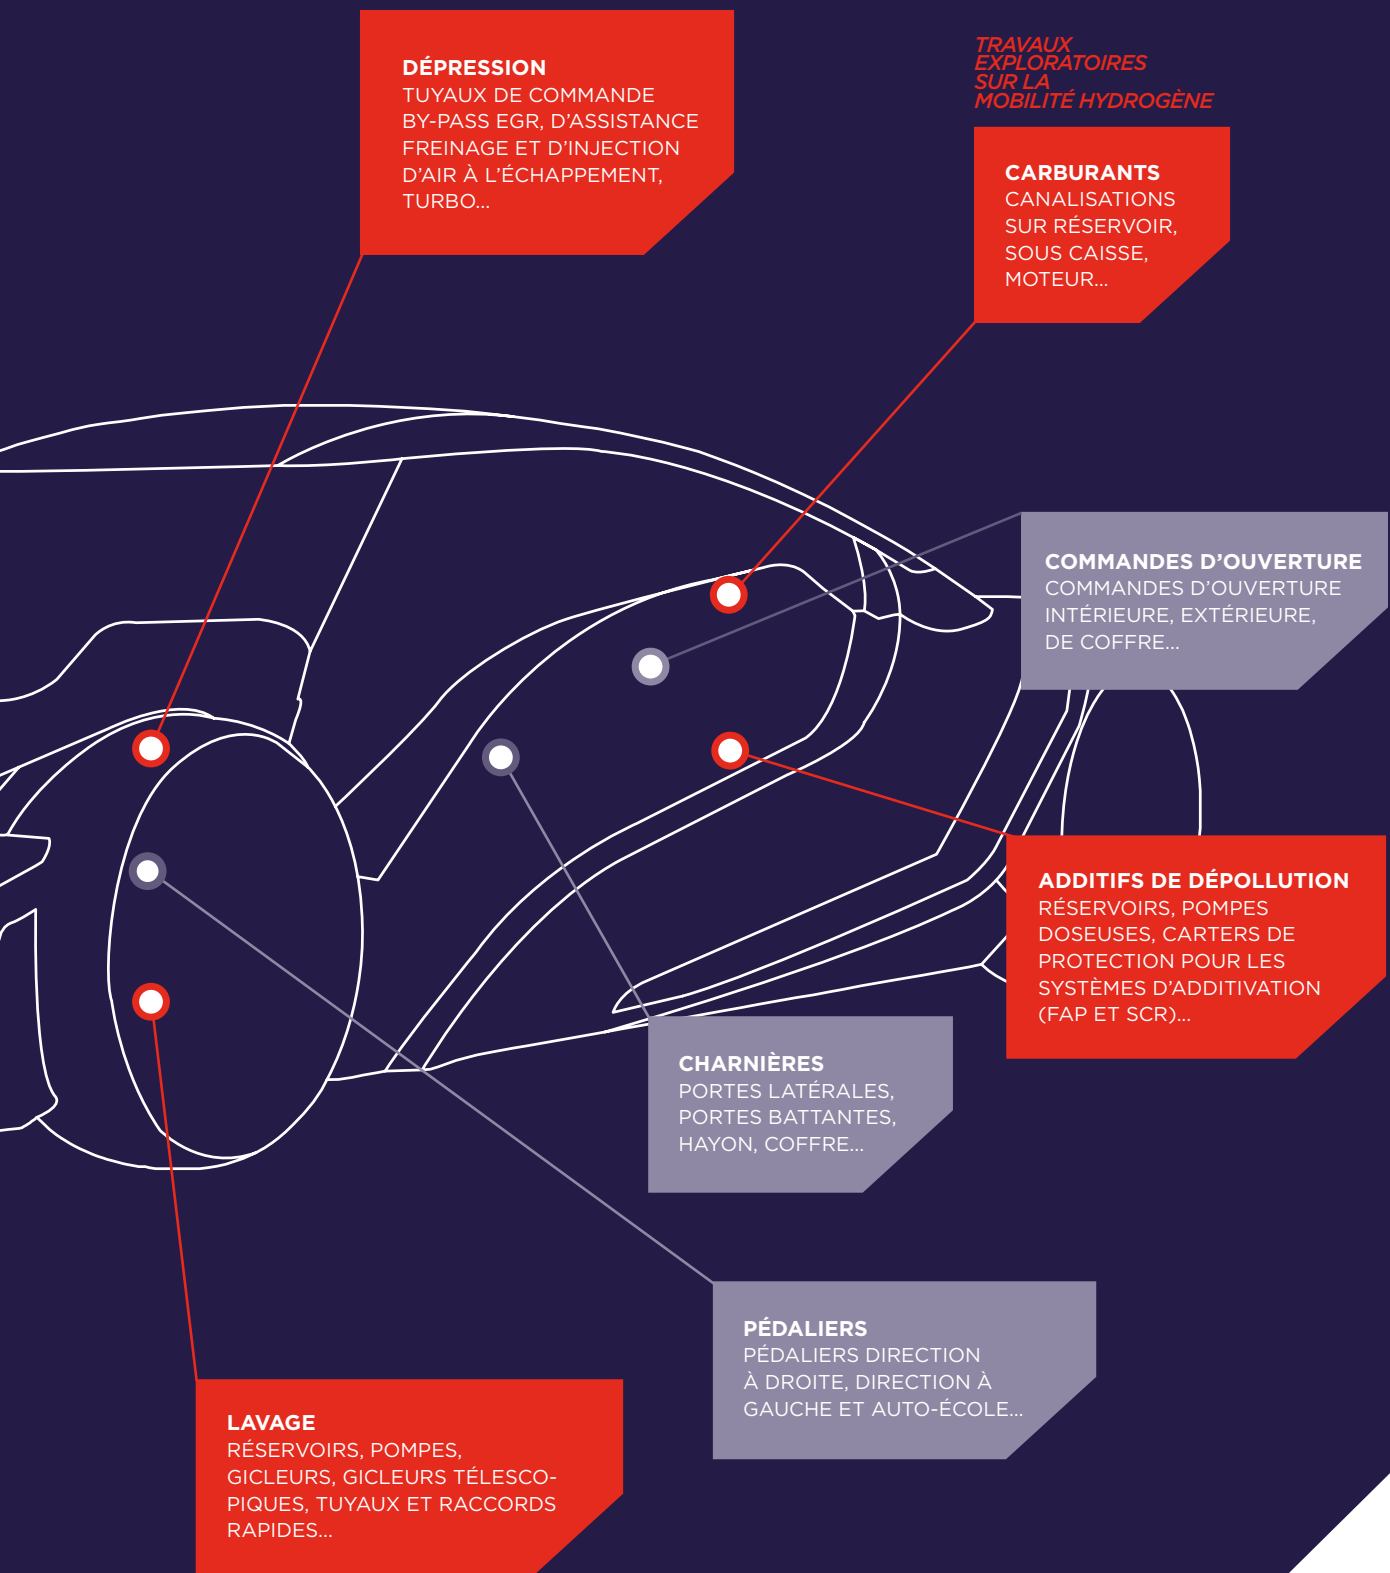 DÉPRESSION
TUYAUX DE COMMANDE
BY-PASS EGR, D’ASSISTANCE
FREINAGE ET D’INJECTION
D’AIR À L’ÉCHAPPEMENT,
TURBO...
TRAVAUX
EXPLORATOIRES
SUR LA
MOBILITÉ HYDROGÈNE
CARBURANTS
CANALISATIONS
SUR RÉSERVOIR,
SOUS CAISSE,
MOTEUR...
COMMANDES D’OUVERTURE
COMMANDES D’OUVERTURE
INTÉRIEURE, EXTÉRIEURE,
DE COFFRE...
ADDITIFS DE DÉPOLLUTION
RÉSERVOIRS, POMPES
DOSEUSES, CARTERS DE
PROTECTION POUR LES
SYSTÈMES D’ADDITIVATION
(FAP ET SCR)...
CHARNIÈRES
PORTES LATÉRALES,
PORTES BATTANTES,
HAYON, COFFRE...
PÉDALIERS
PÉDALIERS DIRECTION
À DROITE, DIRECTION À
GAUCHE ET AUTO-ÉCOLE...
LAVAGE
RÉSERVOIRS, POMPES,
GICLEURS, GICLEURS TÉLESCO-
PIQUES, TUYAUX ET RACCORDS
RAPIDES...